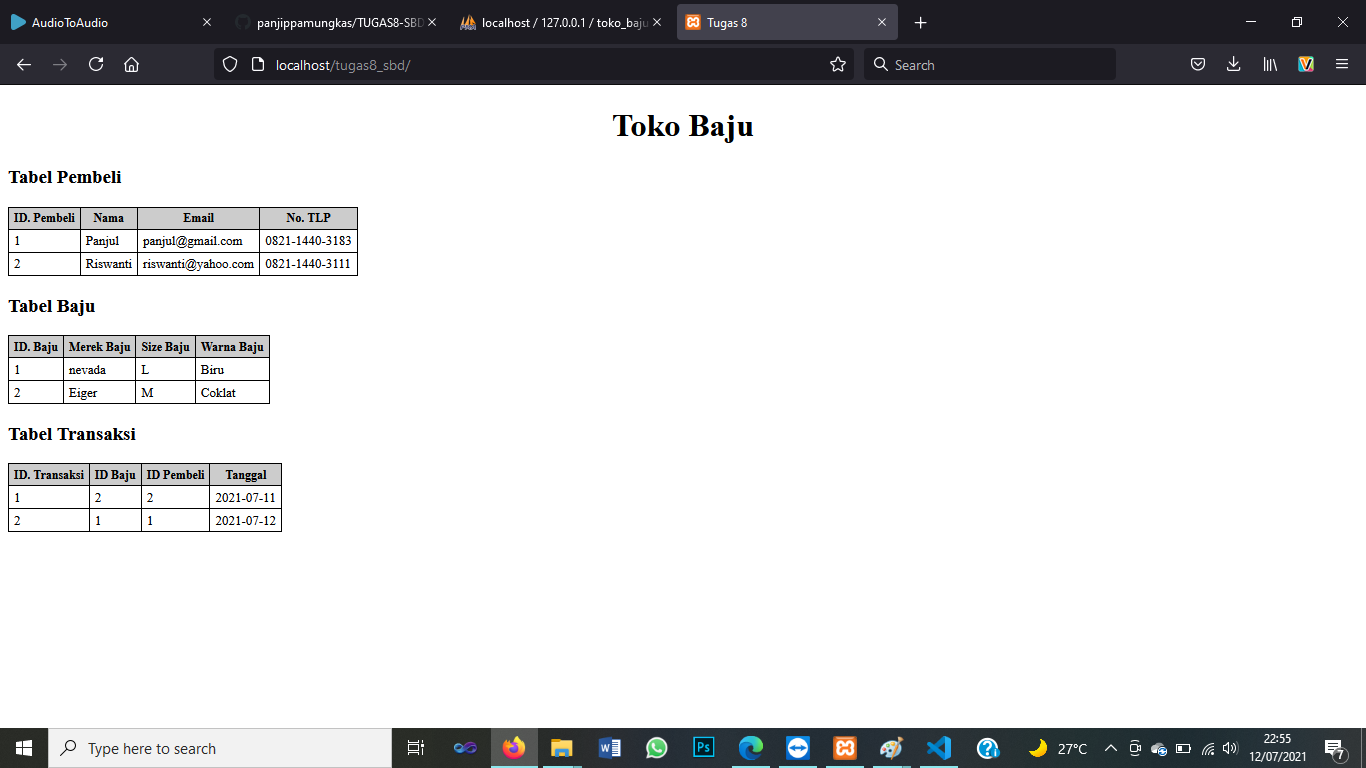 AudioToAudio
panjippamungkas/TUGAS8-SBD
localhost / 127.0.0.1 / toko_baju
Tugas 8
localhost/tugas8_sbd/
Search
Toko Baju
Tabel Pembeli
ID. Pembeli Nama Email No. TLP
1 Panjul panjul@gmail.com 0821-1440-3183
2 Riswanti riswanti@yahoo.com 0821-1440-3111
Tabel Baju
ID. Baju Merek Baju Size Baju Warna Baju
1 nevada L Biru
2 Eiger M Coklat
Tabel Transaksi
ID. Transaksi ID Baju ID Pembeli Tanggal
1 2 2 2021-07-11
2 1 1 2021-07-12
Type here to search
Ps
27°C
22:55
12/07/2021
7